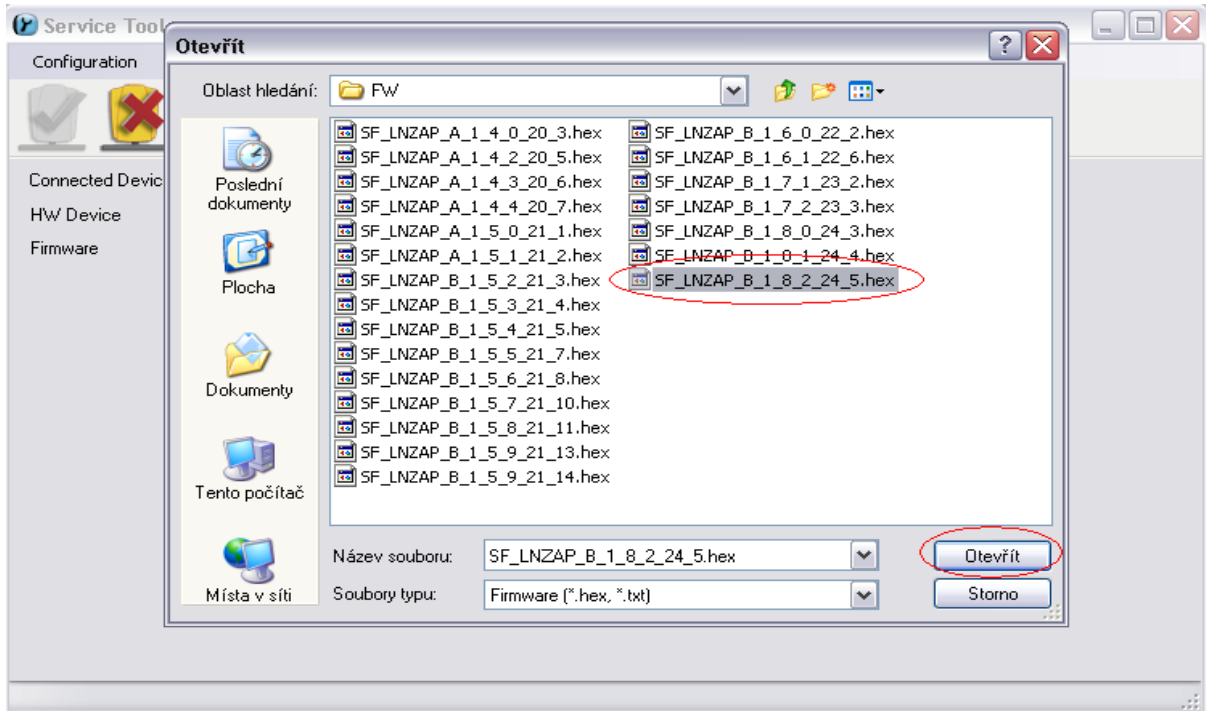 Service Tool
Otevřít
Configuration
Oblast hledání:
FW
Connected Devic
HW Device
Firmware
Poslední
dokumenty
Plocha
Dokumenty
Tento počítač
Místa v síti
SF_LNZAP_A_1_4_0_20_3.hex
SF_LNZAP_A_1_4_2_20_5.hex
SF_LNZAP_A_1_4_3_20_6.hex
SF_LNZAP_A_1_4_4_20_7.hex
SF_LNZAP_A_1_5_0_21_1.hex
SF_LNZAP_A_1_5_1_21_2.hex
SF_LNZAP_B_1_5_2_21_3.hex
SF_LNZAP_B_1_5_3_21_4.hex
SF_LNZAP_B_1_5_4_21_5.hex
SF_LNZAP_B_1_5_5_21_7.hex
SF_LNZAP_B_1_5_6_21_8.hex
SF_LNZAP_B_1_5_7_21_10.hex
SF_LNZAP_B_1_5_8_21_11.hex
SF_LNZAP_B_1_5_9_21_13.hex
SF_LNZAP_B_1_5_9_21_14.hex
SF_LNZAP_B_1_6_0_22_2.hex
SF_LNZAP_B_1_6_1_22_6.hex
SF_LNZAP_B_1_7_1_23_2.hex
SF_LNZAP_B_1_7_2_23_3.hex
SF_LNZAP_B_1_8_0_24_3.hex
SF_LNZAP_B_1_8_1_24_4.hex
SF_LNZAP_B_1_8_2_24_5.hex
Název souboru:
SF_LNZAP_B_1_8_2_24_5.hex
Otevřít
Soubory typu:
Firmware (*.hex, *.txt)
Storno